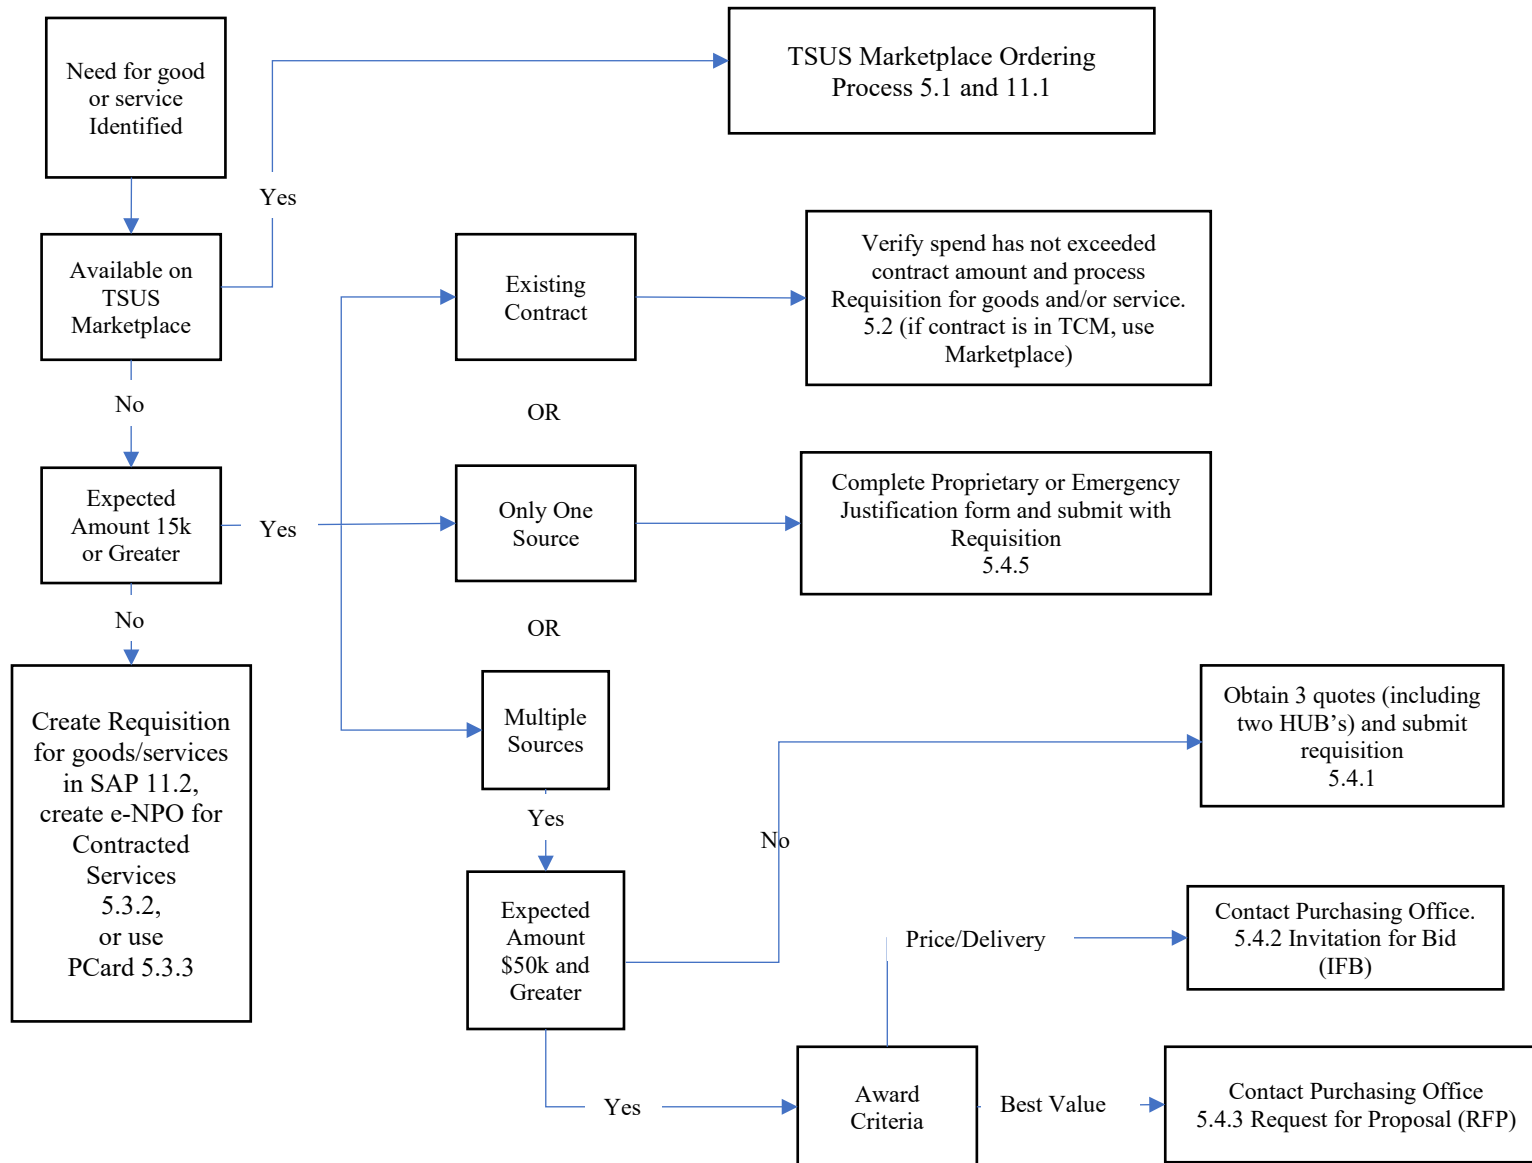 Need for good
or service
Identified
TSUS Marketplace Ordering
Process 5.1 and 11.1
Yes
Available on
TSUS
Marketplace
Existing
Contract
Verify spend has not exceeded
contract amount and process
Requisition for goods and/or service.
5.2 (if contract is in TCM, use
Marketplace)
No
OR
Expected
Amount 15k
or Greater
Yes
Only One
Source
Complete Proprietary or Emergency
Justification form and submit with
Requisition
5.4.5
No
OR
Create Requisition
for goods/services
in SAP 11.2,
create e-NPO for
Contracted
Services
5.3.2,
or use
PCard 5.3.3
Multiple
Sources
Obtain 3 quotes (including
two HUB’s) and submit
requisition
5.4.1
Yes
No
Expected
Amount
$50k and
Greater
Price/Delivery
Contact Purchasing Office.
5.4.2 Invitation for Bid
(IFB)
Yes
Award
Criteria
Best Value
Contact Purchasing Office
5.4.3 Request for Proposal (RFP)